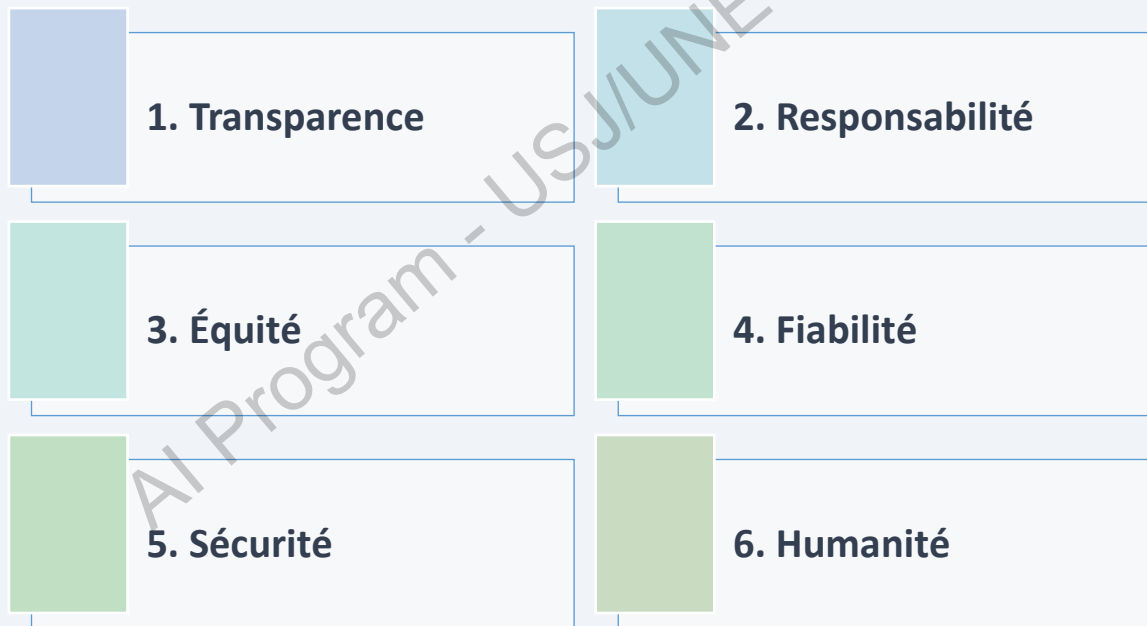 1. Transparence
2. Responsabilité
3. Équité
4. Fiabilité
5. Sécurité
6. Humanité
AI Program - USJ/UNE